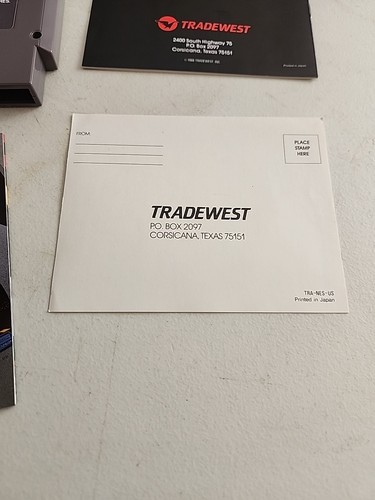 TRADEWEST
2400 South Highway 75
P.O. Box 2097
Corsicana, Texas 75151
FROM:
PLACE
STAMP
HERE
TRADEWEST
P.O. BOX 2097
CORSICANA, TEXAS 75151
TRA-NES-US
Printed in Japan